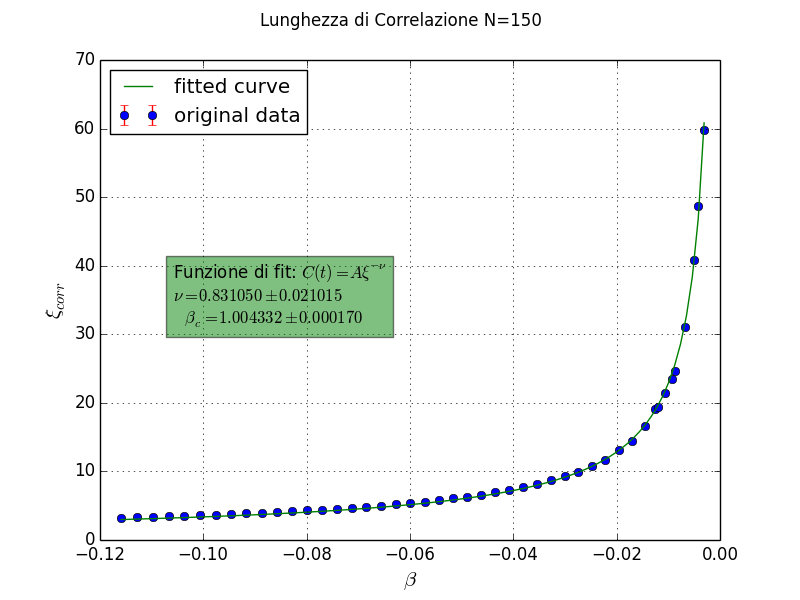 Lunghezza di Correlazione N=150
70
60
50
40
30
20
10
0
ξcorr
fitted curve
original data
Funzione di fit: C(t) = Aξ^−ν
ν = 0.831050 ± 0.021015
βc = 1.004332 ± 0.000170
−0.12 −0.10 −0.08 −0.06 −0.04 −0.02 0.00
β